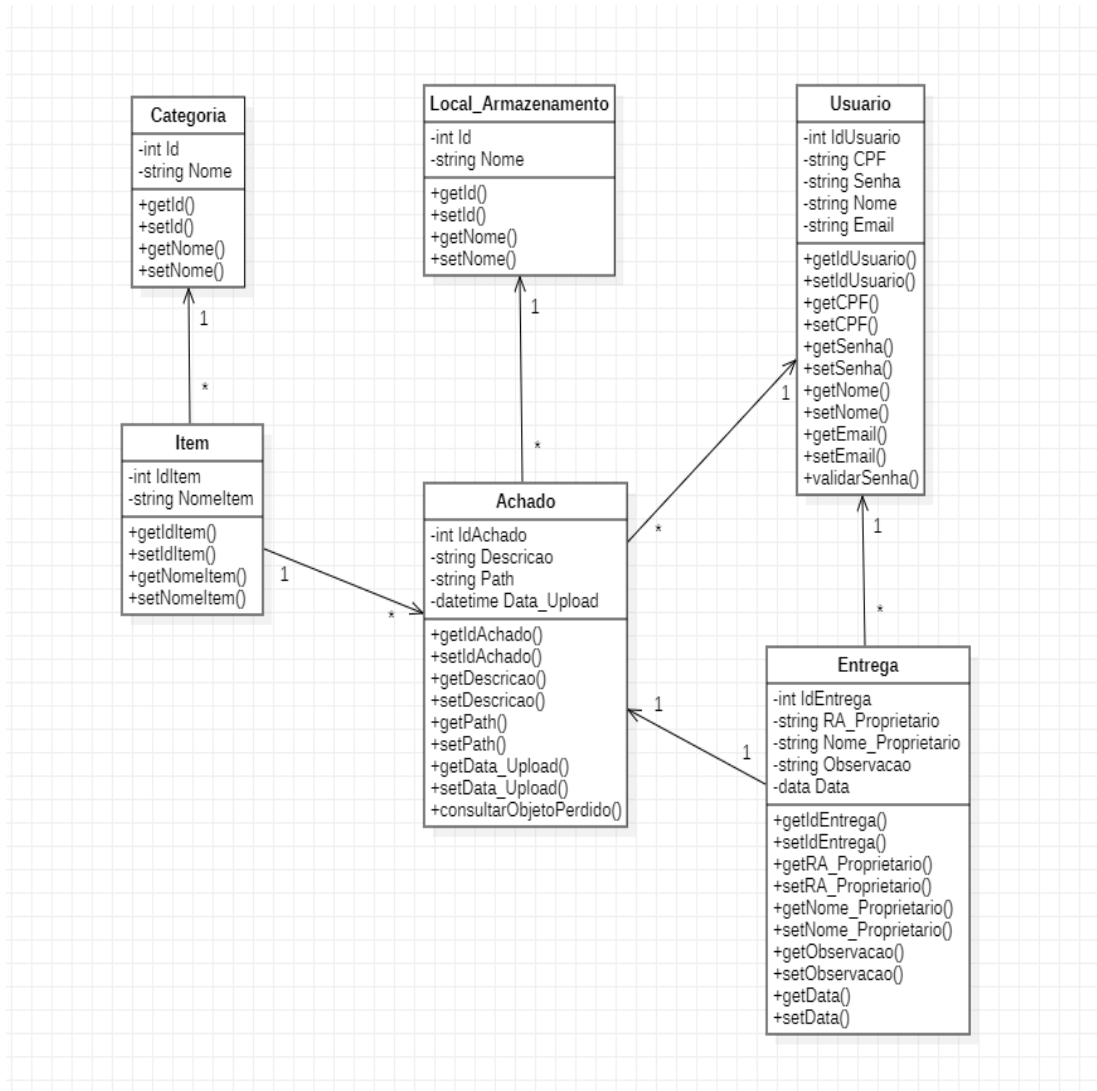 Categoria
-int Id
-string Nome
+getId()
+setId()
+getNome()
+setNome()
1
*
Local_Armazenamento
-int Id
-string Nome
+getId()
+setId()
+getNome()
+setNome()
1
*
Usuario
-int IdUsuario
-string CPF
-string Senha
-string Nome
-string Email
+getIdUsuario()
+setIdUsuario()
+getCPF()
+setCPF()
+getSenha()
+setSenha()
+getNome()
+setNome()
+getEmail()
+setEmail()
+validarSenha()
1
*
1
*
Item
-int IdItem
-string NomeItem
+getIdItem()
+setIdItem()
+getNomeItem()
+setNomeItem()
1
*
Achado
-int IdAchado
-string Descricao
-string Path
-datetime Data_Upload
+getIdAchado()
+setIdAchado()
+getDescricao()
+setDescricao()
+getPath()
+setPath()
+getData_Upload()
+setData_Upload()
+consultarObjetoPerdido()
1
1
Entrega
-int IdEntrega
-string RA_Proprietario
-string Nome_Proprietario
-string Observacao
-data Data
+getIdEntrega()
+setIdEntrega()
+getRA_Proprietario()
+setRA_Proprietario()
+getNome_Proprietario()
+setNome_Proprietario()
+getObservacao()
+setObservacao()
+getData()
+setData()